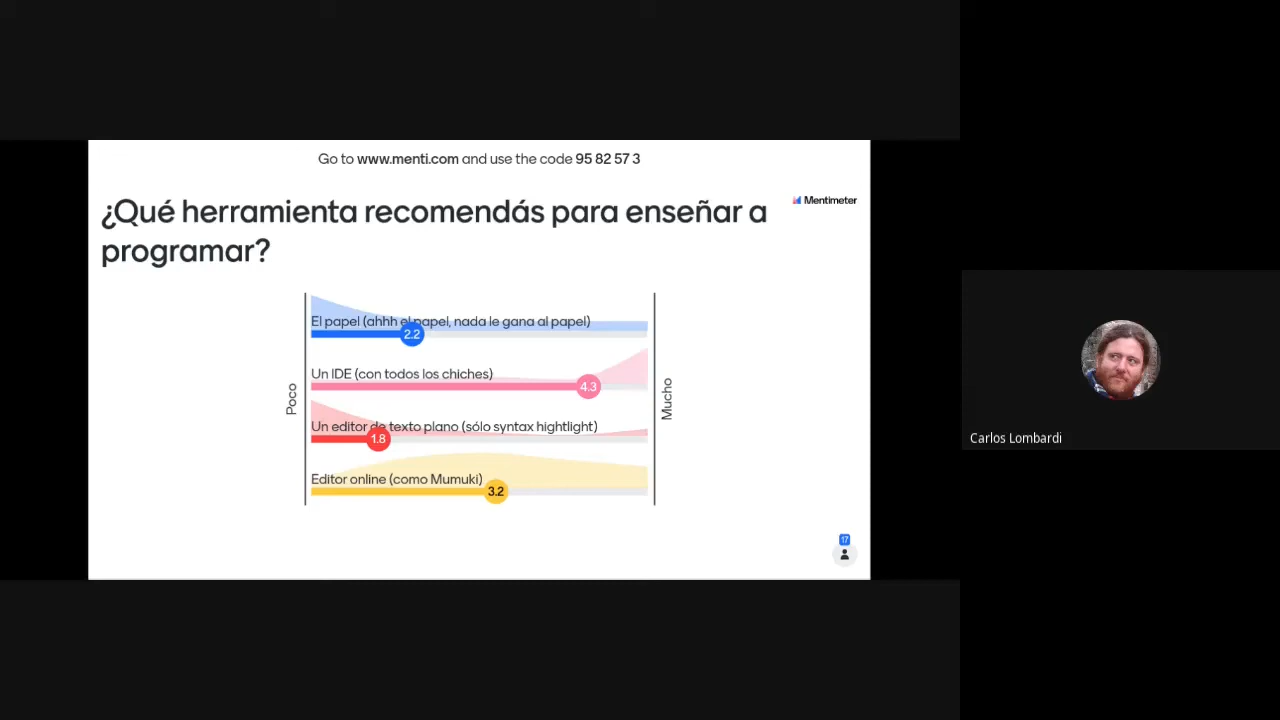 Go to www.menti.com and use the code 95 82 57 3
¿Qué herramienta recomendás para enseñar a
programar?
Mentimeter
El papel (ahhh el papel, nada le gana al papel)
2.2
Un IDE (con todos los chiches)
4.3
Un editor de texto plano (sólo syntax hightlight)
1.8
Editor online (como Mumuki)
3.2
Poco
Mucho
17
Carlos Lombardi